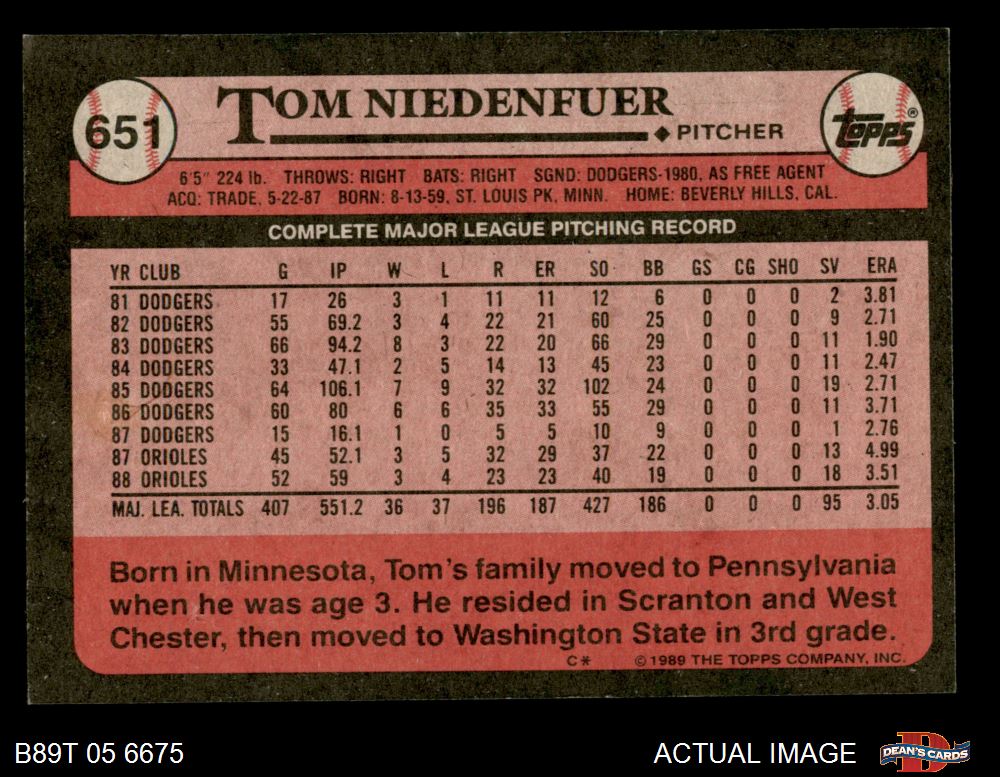 651
TOM NIEDENFUER
PITCHER
TOPPS®
6'5" 224 lb. THROWS: RIGHT BATS: RIGHT SGND: DODGERS-1980, AS FREE AGENT
ACQ: TRADE, 5-22-87 BORN: 8-13-59, ST. LOUIS PK, MINN. HOME: BEVERLY HILLS, CAL.
COMPLETE MAJOR LEAGUE PITCHING RECORD
YR CLUB G IP W L R ER SO BB GS CG SHO SV ERA
81 DODGERS 17 26 3 1 11 11 12 6 0 0 0 2 3.81
82 DODGERS 55 69.2 3 4 22 21 60 25 0 0 0 9 2.71
83 DODGERS 66 94.2 8 3 22 20 66 29 0 0 0 11 1.90
84 DODGERS 33 47.1 2 5 14 13 45 23 0 0 0 11 2.47
85 DODGERS 64 106.1 7 9 32 32 102 24 0 0 0 19 2.71
86 DODGERS 60 80 6 6 35 33 55 29 0 0 0 11 3.71
87 DODGERS 15 16.1 1 0 5 5 10 9 0 0 0 1 2.76
87 ORIOLES 45 52.1 3 5 32 29 37 22 0 0 0 13 4.99
88 ORIOLES 52 59 3 4 23 23 40 19 0 0 0 18 3.51
MAJ. LEA. TOTALS 407 551.2 36 37 196 187 427 186 0 0 0 95 3.05
Born in Minnesota, Tom's family moved to Pennsylvania
when he was age 3. He resided in Scranton and West
Chester, then moved to Washington State in 3rd grade.
C* © 1989 THE TOPPS COMPANY, INC.
B89T 05 6675
ACTUAL IMAGE
DEAN'S CARDS